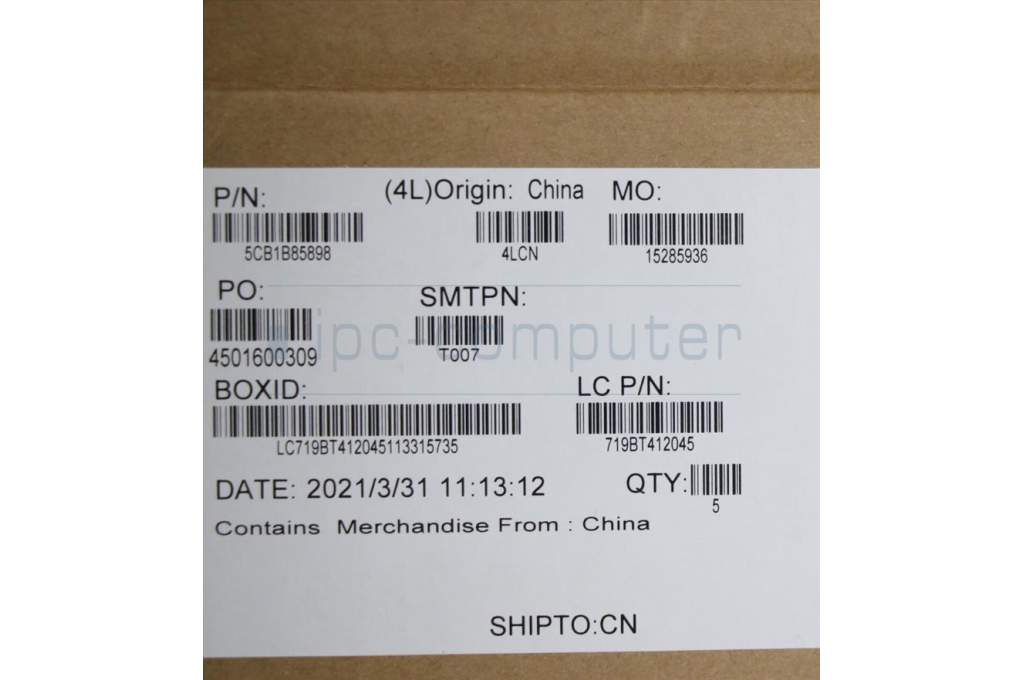 P/N: (4L)Origin: China MO:
5CB1B85898 4LCN 15285936
PO: SMTPN:
ipc-computer
4501600309 T007
BOXID: LC P/N:
LC719BT412045113315735 719BT412045
DATE: 2021/3/31 11:13:12 QTY:
5
Contains Merchandise From : China
SHIPTO:CN